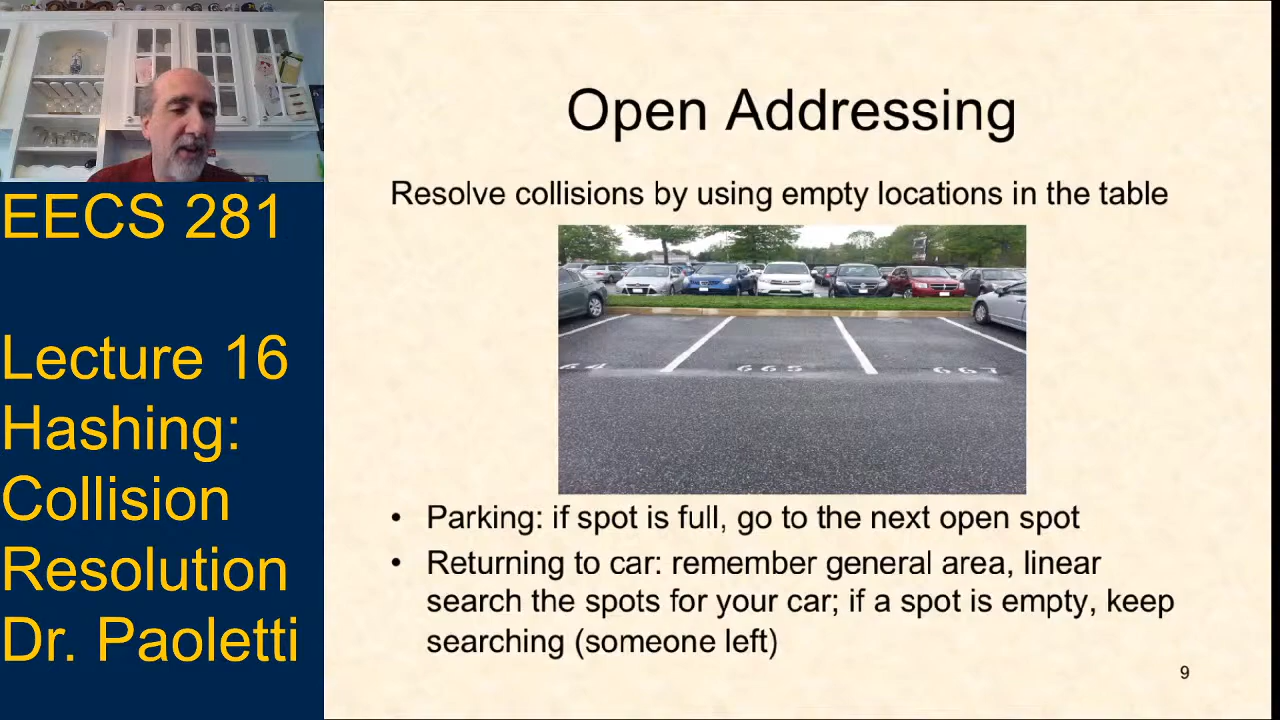 EECS 281
Lecture 16
Hashing:
Collision
Resolution
Dr. Paoletti
Open Addressing
Resolve collisions by using empty locations in the table
665
667
• Parking: if spot is full, go to the next open spot
• Returning to car: remember general area, linear
search the spots for your car; if a spot is empty, keep
searching (someone left)
9